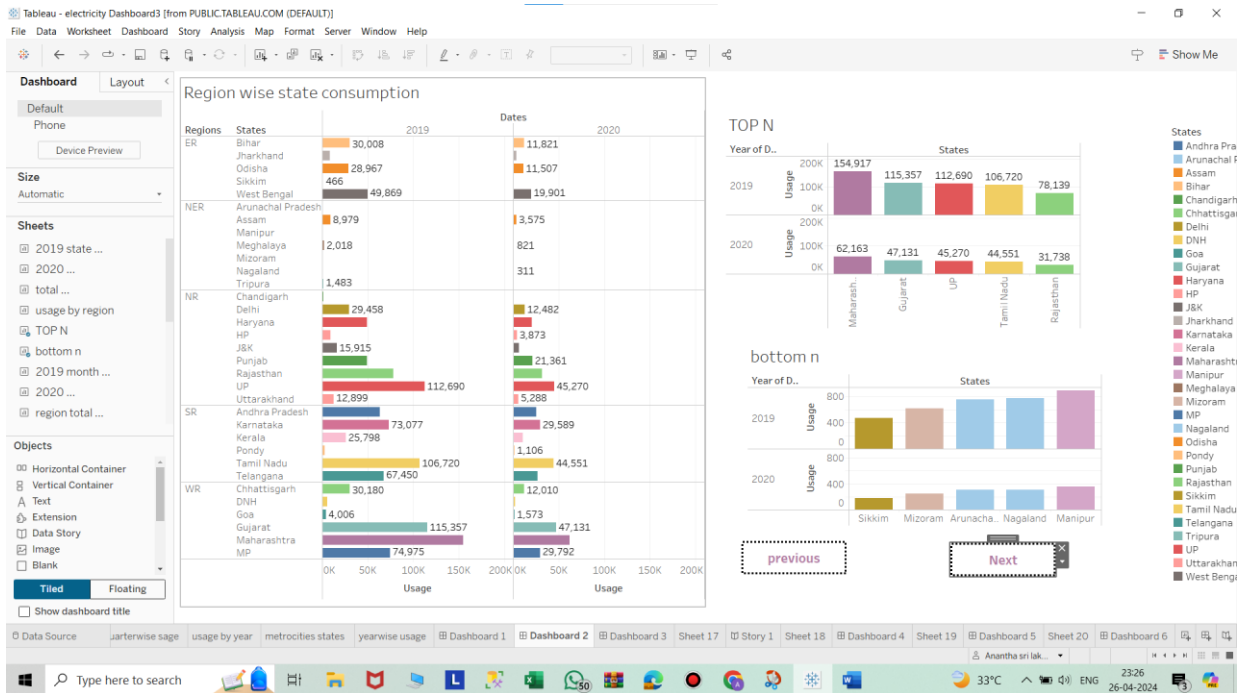 Tableau - electricity Dashboard3 [from PUBLIC.TABLEAU.COM (DEFAULT)]
File Data Worksheet Dashboard Story Analysis Map Format Server Window Help
Show Me
Dashboard Layout
Default
Phone
Device Preview
Size
Automatic
Sheets
2019 state ...
2020 ...
total ...
usage by region
TOP N
bottom n
2019 month ...
2020 ...
region total ...
Objects
Horizontal Container
Vertical Container
Text
Extension
Data Story
Image
Blank
Tiled Floating
Show dashboard title
Region wise state consumption
Dates
Regions States 2019 2020
ER Bihar 30,008 11,821
Jharkhand
Odisha 28,967 11,507
Sikkim 466
West Bengal 49,869 19,901
NER Arunachal Pradesh
Assam 8,979 3,575
Manipur
Meghalaya 2,018 821
Mizoram
Nagaland 311
Tripura 1,483
NR Chandigarh
Delhi 29,458 12,482
Haryana
HP 3,873
J&K 15,915
Punjab 21,361
Rajasthan
UP 112,690 45,270
Uttarakhand 12,899 5,288
SR Andhra Pradesh
Karnataka 73,077 29,589
Kerala 25,798
Pondy 1,106
Tamil Nadu 106,720 44,551
Telangana 67,450
WR Chhattisgarh 30,180 12,010
DNH
Goa 4,006 1,573
Gujarat 115,357 47,131
Maharashtra
MP 74,975 29,792
0K 50K 100K 150K 200K 0K 50K 100K 150K 200K
Usage Usage
TOP N
Year of D.. States
2019 Usage 200K 100K 0K 154,917 115,357 112,690 106,720 78,139
2020 Usage 200K 100K 0K 62,163 47,131 45,270 44,551 31,738
Maharash.. Gujarat UP Tamil Nadu Rajasthan
bottom n
Year of D.. States
2019 Usage 800 400 0
2020 Usage 800 400 0
Sikkim Mizoram Arunacha.. Nagaland Manipur
previous Next
States
Andhra Pra
Arunachal P
Assam
Bihar
Chandigarh
Chhattisgar
Delhi
DNH
Goa
Gujarat
Haryana
HP
J&K
Jharkhand
Karnataka
Kerala
Maharashtr
Manipur
Meghalaya
Mizoram
MP
Nagaland
Odisha
Pondy
Punjab
Rajasthan
Sikkim
Tamil Nadu
Telangana
Tripura
UP
Uttarakhan
West Benga
Data Source uarterwise sage usage by year metrocities states yearwise usage Dashboard 1 Dashboard 2 Dashboard 3 Sheet 17 Story 1 Sheet 18 Dashboard 4 Sheet 19 Dashboard 5 Sheet 20 Dashboard 6
Anantha sri lak...
Type here to search L 50 33°C ENG 23:26
26-04-2024 3